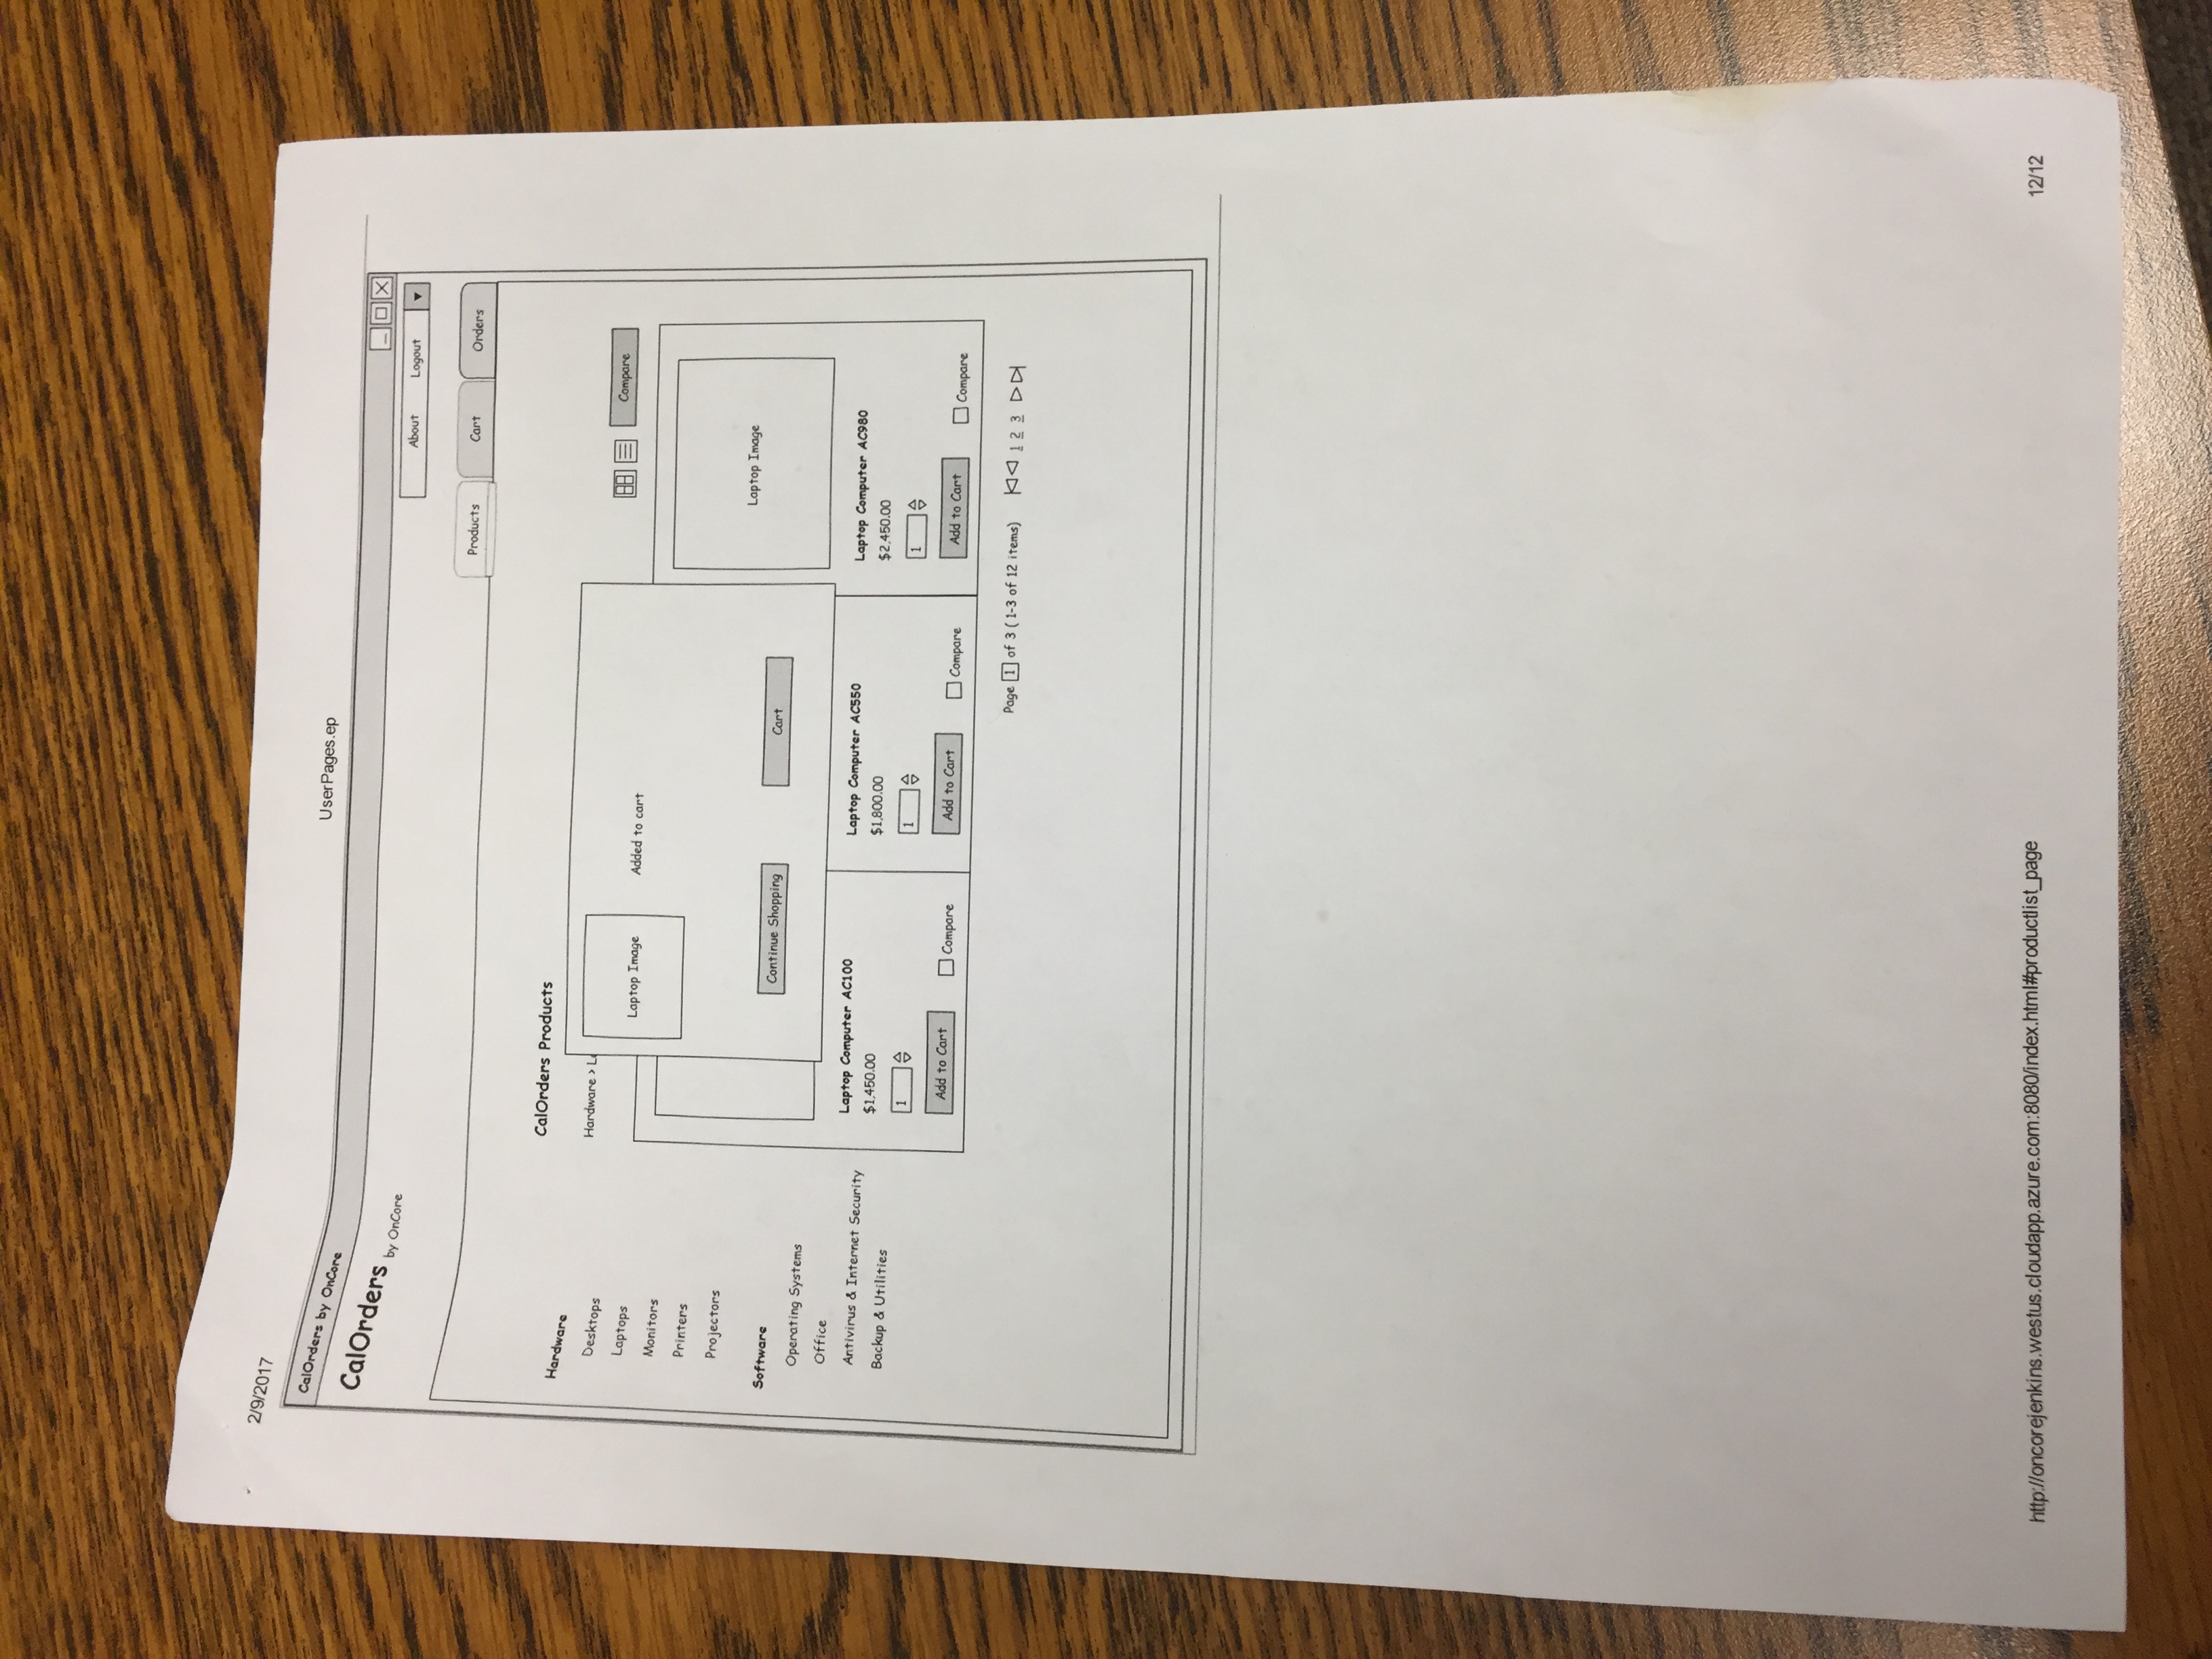 2/9/2017
UserPages.ep
CalOrders by OnCore
CalOrders by OnCore
About Logout
Products Cart Orders
CalOrders Products
Hardware >
Compare
Hardware
Desktops
Laptops
Monitors
Printers
Projectors
Software
Operating Systems
Office
Antivirus & Internet Security
Backup & Utilities
Laptop Image
Added to cart
Continue Shopping
Cart
Laptop Image
Laptop Computer AC100
$1,450.00
1
Add to Cart
Compare
Laptop Computer AC550
$1,800.00
1
Add to Cart
Compare
Laptop Computer AC980
$2,450.00
1
Add to Cart
Compare
Page 1 of 3 ( 1-3 of 12 items) 1 2 3
http://oncorejenkins.westus.cloudapp.azure.com:8080/index.html#productlist_page
12/12